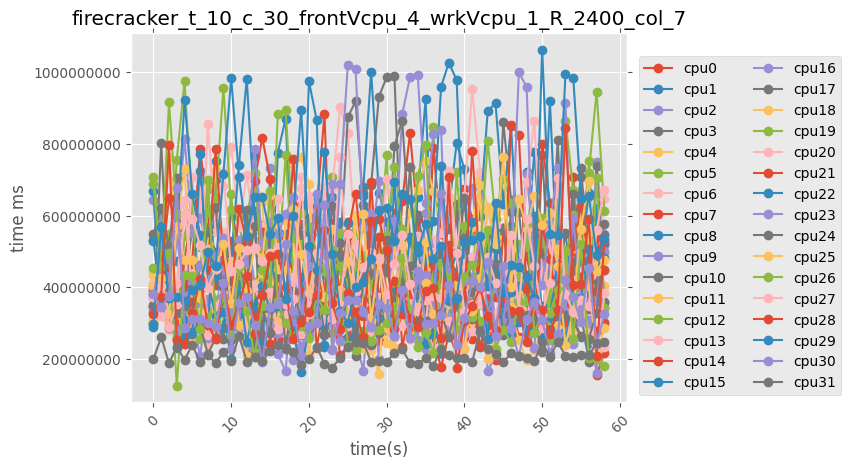 firecracker_t_10_c_30_frontVcpu_4_wrkVcpu_1_R_2400_col_7
time ms
1000000000
800000000
600000000
400000000
200000000
0
10
20
30
40
50
60
time(s)
cpu0
cpu1
cpu2
cpu3
cpu4
cpu5
cpu6
cpu7
cpu8
cpu9
cpu10
cpu11
cpu12
cpu13
cpu14
cpu15
cpu16
cpu17
cpu18
cpu19
cpu20
cpu21
cpu22
cpu23
cpu24
cpu25
cpu26
cpu27
cpu28
cpu29
cpu30
cpu31